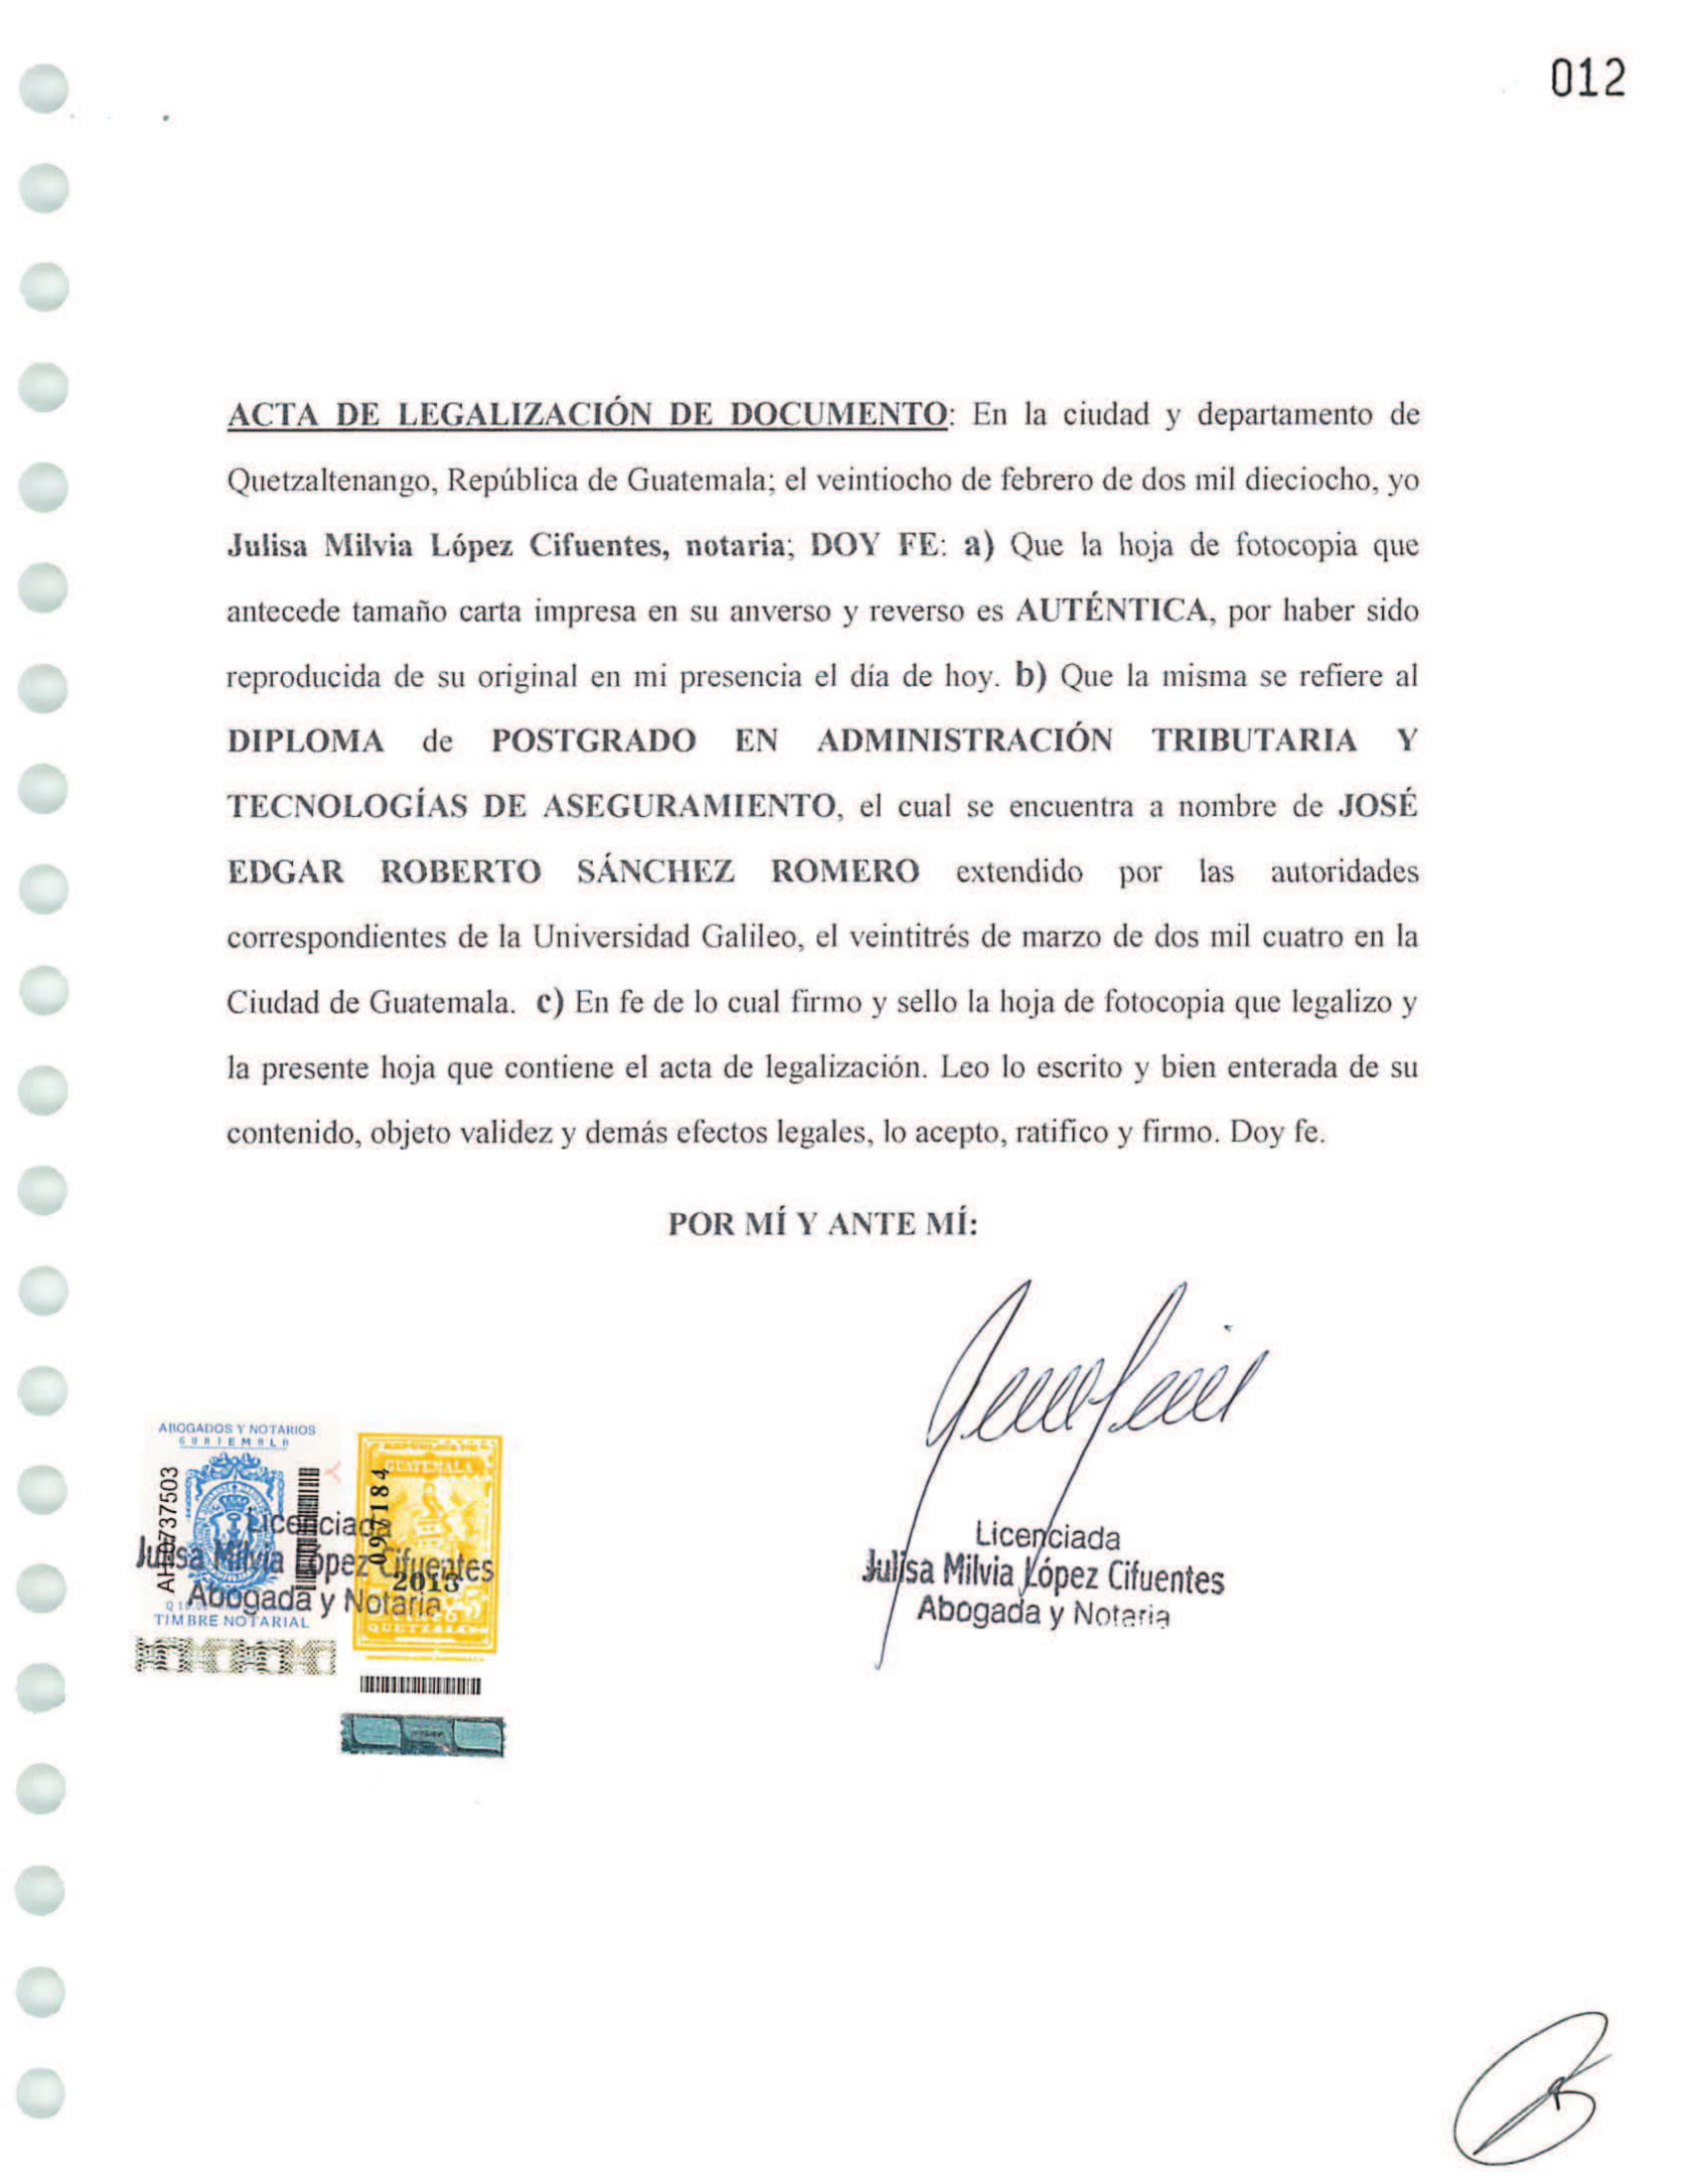 012
ACTA DE LEGALIZACIÓN DE DOCUMENTO: En la ciudad y departamento de
Quetzaltenango, República de Guatemala; el veintiocho de febrero de dos mil dieciocho, yo
Julisa Milvia López Cifuentes, notaria; DOY FE: a) Que la hoja de fotocopia que
antecede tamaño carta impresa en su anverso y reverso es AUTÉNTICA, por haber sido
reproducida de su original en mi presencia el día de hoy. b) Que la misma se refiere al
DIPLOMA de POSTGRADO EN ADMINISTRACIÓN TRIBUTARIA Y
TECNOLOGÍAS DE ASEGURAMIENTO, el cual se encuentra a nombre de JOSÉ
EDGAR ROBERTO SÁNCHEZ ROMERO extendido por las autoridades
correspondientes de la Universidad Galileo, el veintitrés de marzo de dos mil cuatro en la
Ciudad de Guatemala. c) En fe de lo cual firmo y sello la hoja de fotocopia que legalizo y
la presente hoja que contiene el acta de legalización. Leo lo escrito y bien enterada de su
contenido, objeto validez y demás efectos legales, lo acepto, ratifico y firmo. Doy fe.
POR MÍ Y ANTE MÍ:
ABOGADOS Y NOTARIOS
GUATEMALA
AH-0737503
TIMBRE NOTARIAL
GUATEMALA
097184
QUETZALES
Licenciada
Julisa Milvia López Cifuentes
Abogada y Notaria
Licenciada
Julisa Milvia López Cifuentes
Abogada y Notaria